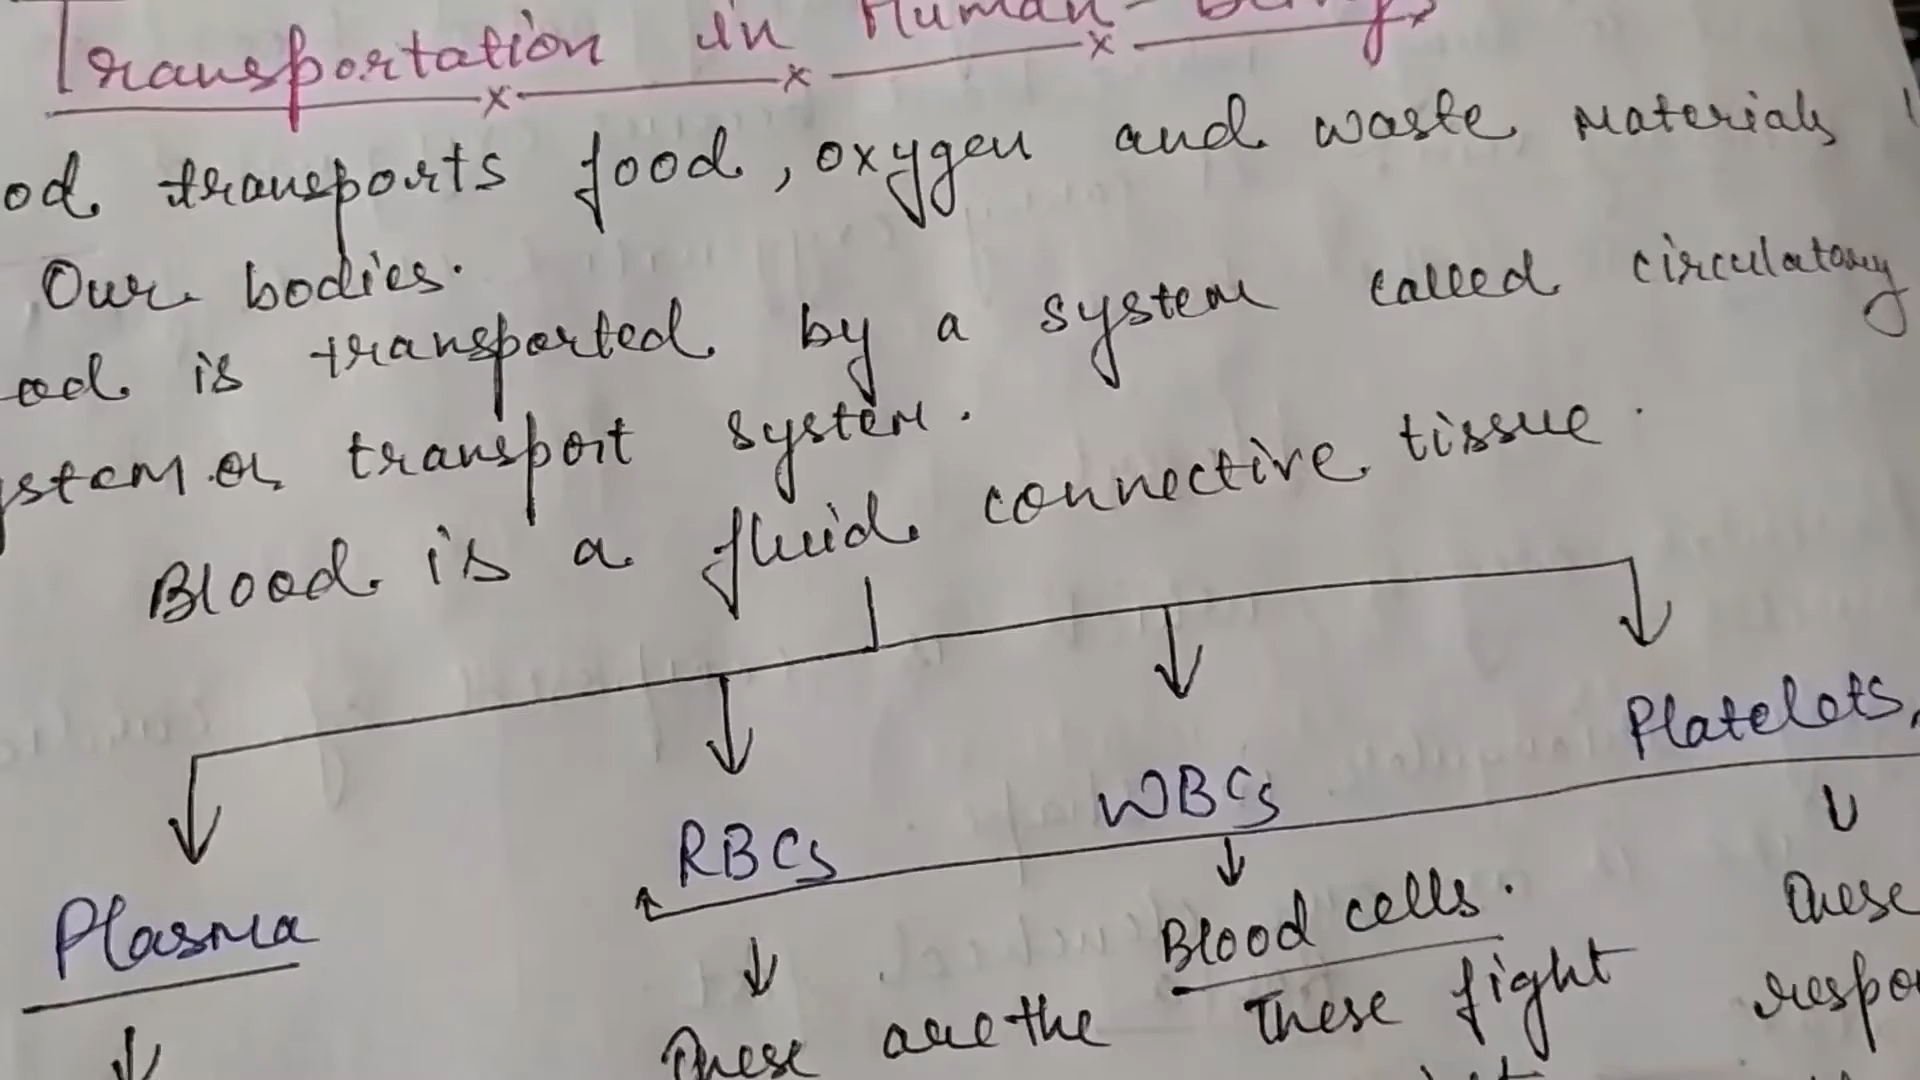 Transportation in Human Beings
od transports food, oxygen and waste materials
Our bodies.
od is transported by a system called circulatory
stem or transport system.
Blood is a fluid connective tissue.
Plasma RBCs WBCs Platelets,
Blood cells.
These are the These fight These
respo